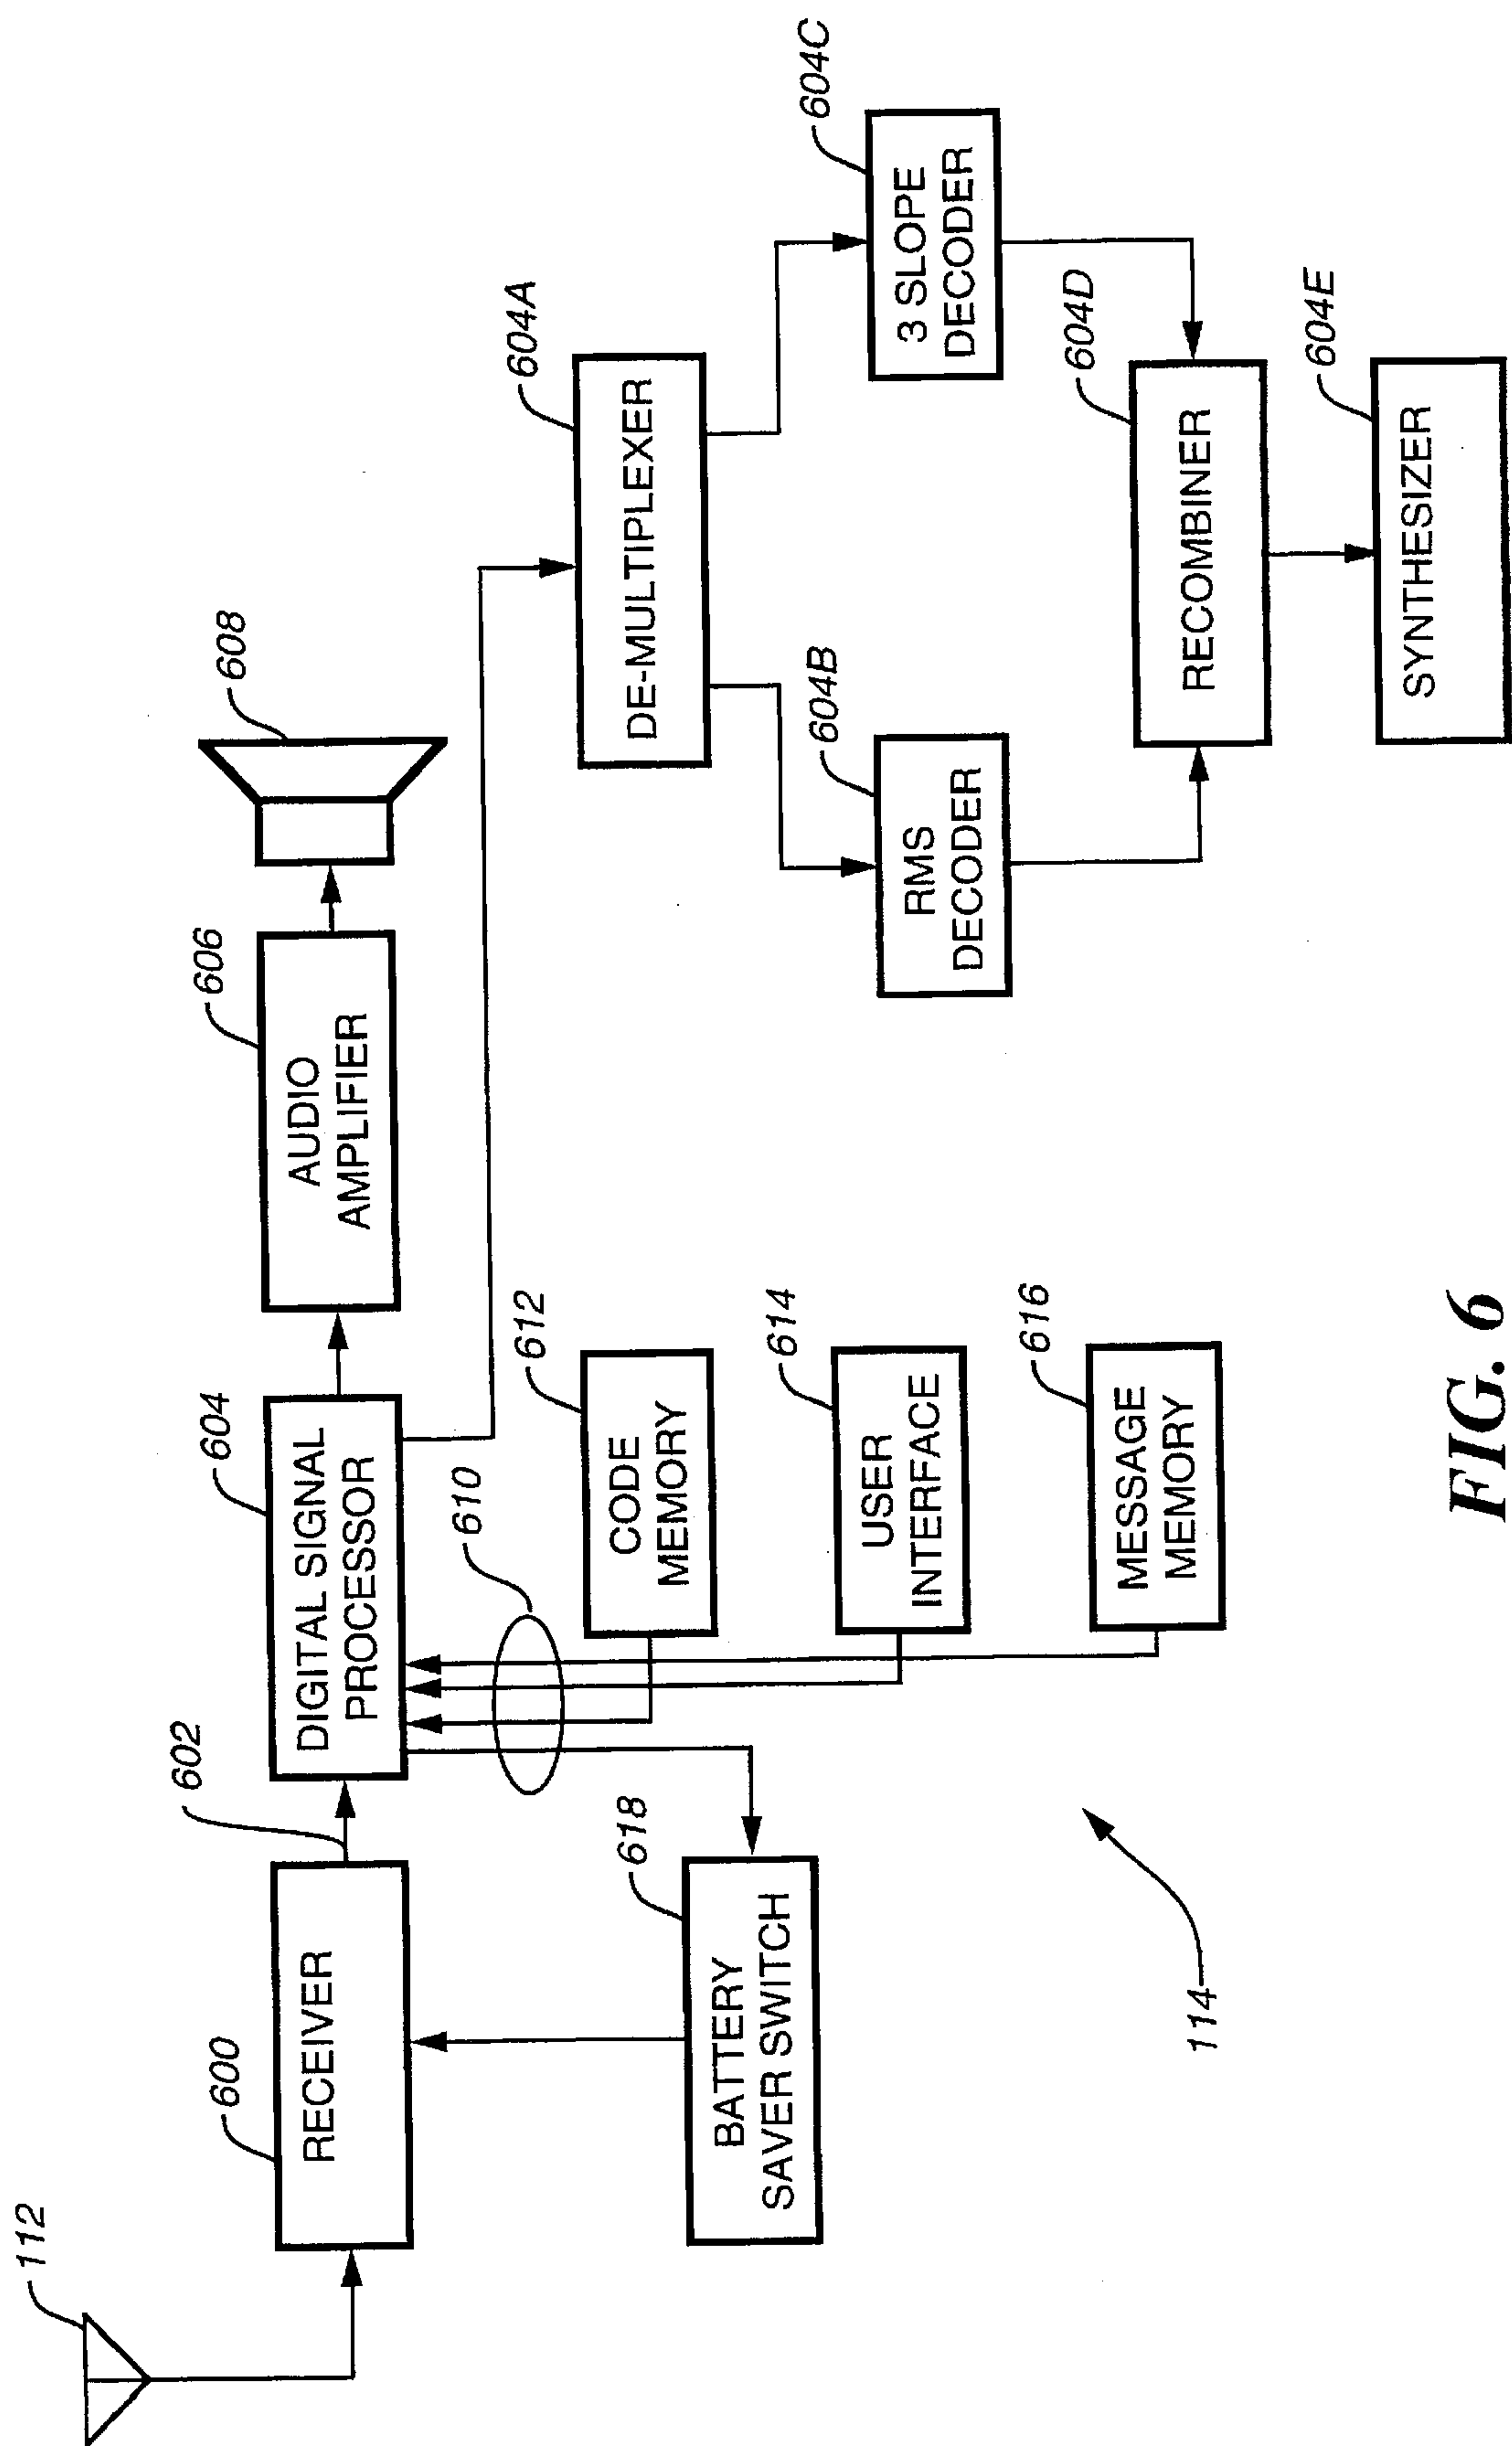 112
600
RECEIVER
602
604
DIGITAL SIGNAL
PROCESSOR
606
AUDIO
AMPLIFIER
608
610
618
BATTERY
SAVER SWITCH
612
CODE
MEMORY
614
USER
INTERFACE
616
MESSAGE
MEMORY
604A
DE-MULTIPLEXER
604B
RMS
DECODER
604C
3 SLOPE
DECODER
604D
RECOMBINER
604E
SYNTHESIZER
114
FIG. 6